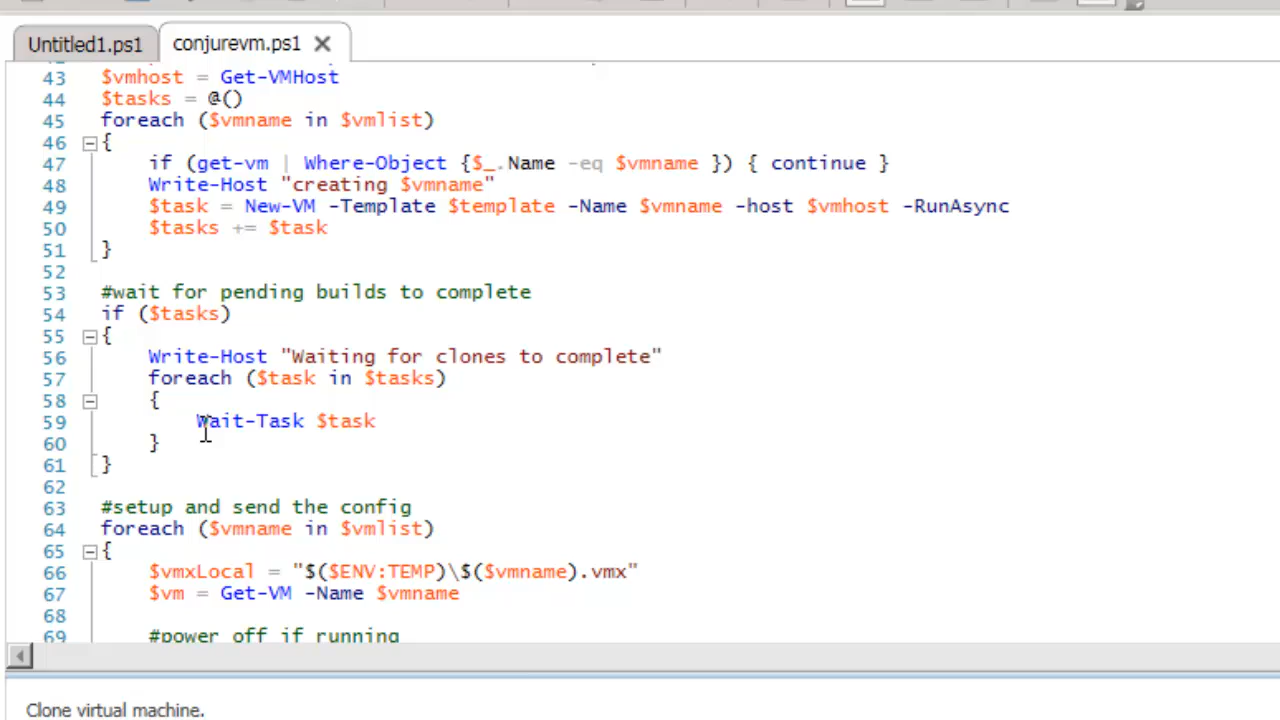 Untitled1.ps1 conjurevm.ps1
43 $vmhost = Get-VMHost
44 $tasks = @()
45 foreach ($vmname in $vmlist)
46 {
47 if (get-vm | Where-Object {$_.Name -eq $vmname }) { continue }
48 Write-Host "creating $vmname"
49 $task = New-VM -Template $template -Name $vmname -host $vmhost -RunAsync
50 $tasks += $task
51 }
52
53 #wait for pending builds to complete
54 if ($tasks)
55 {
56 Write-Host "Waiting for clones to complete"
57 foreach ($task in $tasks)
58 {
59 Wait-Task $task
60 }
61 }
62
63 #setup and send the config
64 foreach ($vmname in $vmlist)
65 {
66 $vmxLocal = "$($ENV:TEMP)\$($vmname).vmx"
67 $vm = Get-VM -Name $vmname
68
69 #power off if running
Clone virtual machine.